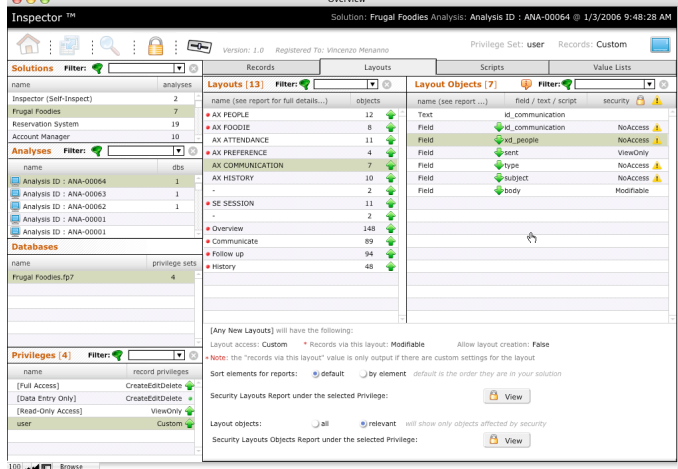 Overview
Inspector ™ Solution: Frugal Foodies Analysis: Analysis ID : ANA-00064 @ 1/3/2006 9:48:28 AM
Version: 1.0 Registered To: Vincenzo Menanno Privilege Set: user Records: Custom
Solutions Filter:
name analyses
Inspector (Self-Inspect) 2
Frugal Foodies 7
Reservation System 19
Account Manager 10
Analyses Filter:
name dbs
Analysis ID : ANA-00064 1
Analysis ID : ANA-00063 1
Analysis ID : ANA-00062 1
Analysis ID : ANA-00001
Analysis ID : ANA-00001
Databases
name privilege sets
Frugal Foodies.fp7 4
Privileges [4] Filter:
name record privileges
[Full Access] CreateEditDelete
[Data Entry Only] CreateEditDelete
[Read-Only Access] ViewOnly
user Custom
Records Layouts Scripts Value Lists
Layouts [13] Filter:
name (see report for full details...) objects
AX PEOPLE 12
AX FOODIE 8
AX ATTENDANCE 11
AX PREFERENCE 4
AX COMMUNICATION 7
AX HISTORY 10
- 2
SE SESSION 11
- 2
Overview 148
Communicate 89
Follow up 94
History 48
Layout Objects [7] Filter:
name (see report ...) field / text / script security
Text id_communication
Field id_communication NoAccess
Field xd_people NoAccess
Field sent ViewOnly
Field type NoAccess
Field subject NoAccess
Field body Modifiable
[Any New Layouts] will have the following:
Layout access: Custom * Records via this layout: Modifiable Allow layout creation: False
* Note: the "records via this layout" value is only output if there are custom settings for the layout
Sort elements for reports: default by element default is the order they are in your solution
Security Layouts Report under the selected Privilege: View
Layout objects: all relevant will show only objects affected by security
Security Layouts Objects Report under the selected Privilege: View
100 Browse